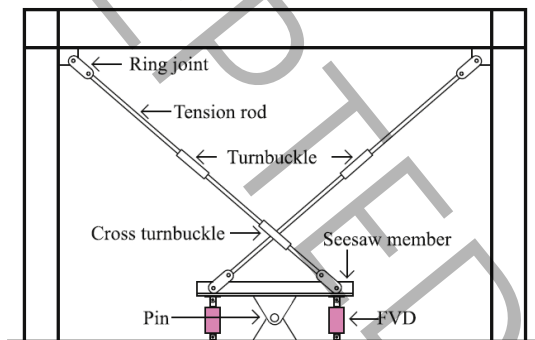 Ring joint
Tension rod
Turnbuckle
Cross turnbuckle
Seesaw member
Pin
FVD